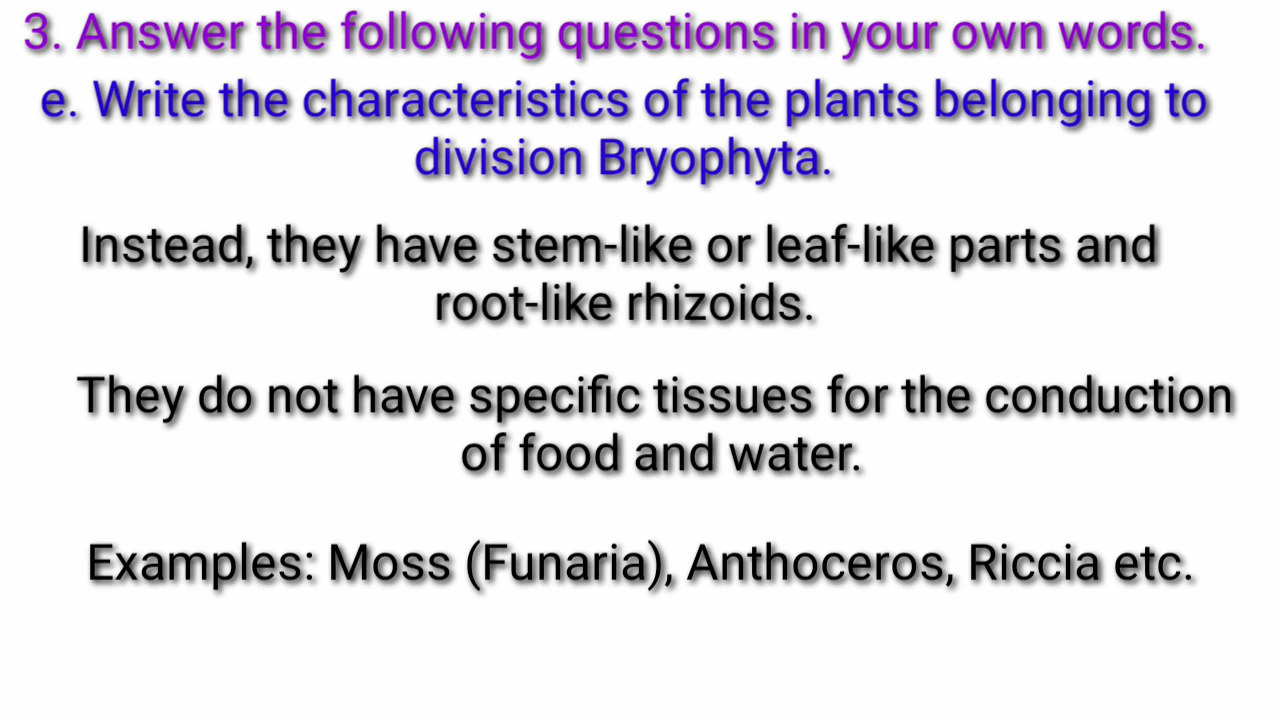 3. Answer the following questions in your own words.
e. Write the characteristics of the plants belonging to
division Bryophyta.
Instead, they have stem-like or leaf-like parts and
root-like rhizoids.
They do not have specific tissues for the conduction
of food and water.
Examples: Moss (Funaria), Anthoceros, Riccia etc.